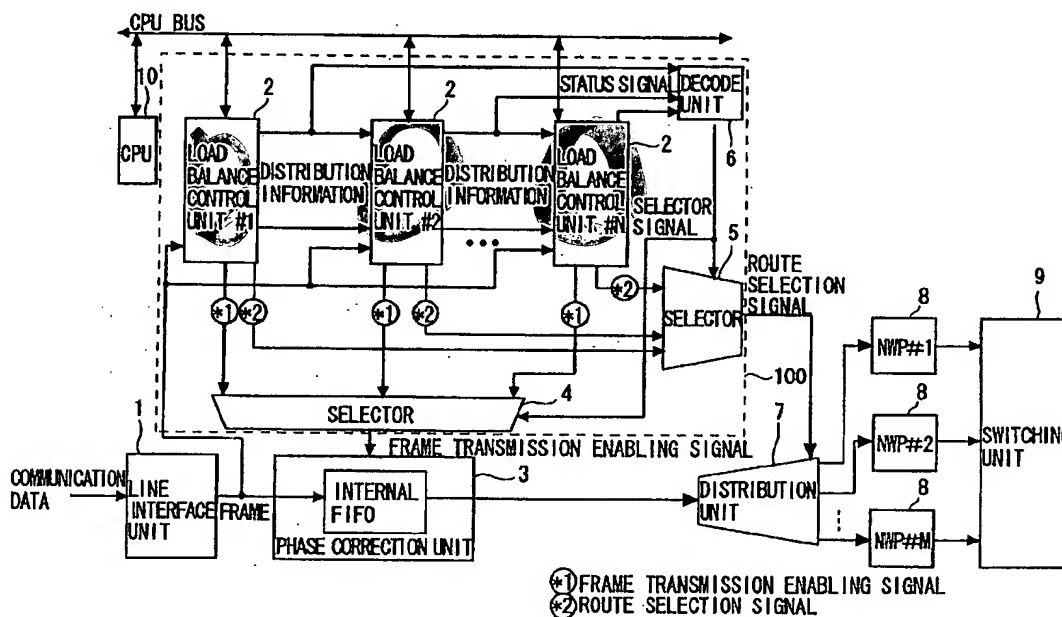 CPU BUS
10
CPU
2
LOAD
BALANCE
CONTROL
UNIT #1
DISTRIBUTION
INFORMATION
2
LOAD
BALANCE
CONTROL
UNIT #2
DISTRIBUTION
INFORMATION
2
LOAD
BALANCE
CONTROL
UNIT #N
STATUS SIGNAL
DECODE
UNIT
6
SELECTOR
SIGNAL
5
SELECTOR
ROUTE
SELECTION
SIGNAL
*1
*2
*1
*2
*1
*2
100
SELECTOR
4
FRAME TRANSMISSION ENABLING SIGNAL
COMMUNICATION
DATA
1
LINE
INTERFACE
UNIT
FRAME
INTERNAL
FIFO
PHASE CORRECTION UNIT
3
7
DISTRIBUTION
UNIT
8
NWP#1
8
NWP#2
8
NWP#M
9
SWITCHING
UNIT
*1 FRAME TRANSMISSION ENABLING SIGNAL
*2 ROUTE SELECTION SIGNAL